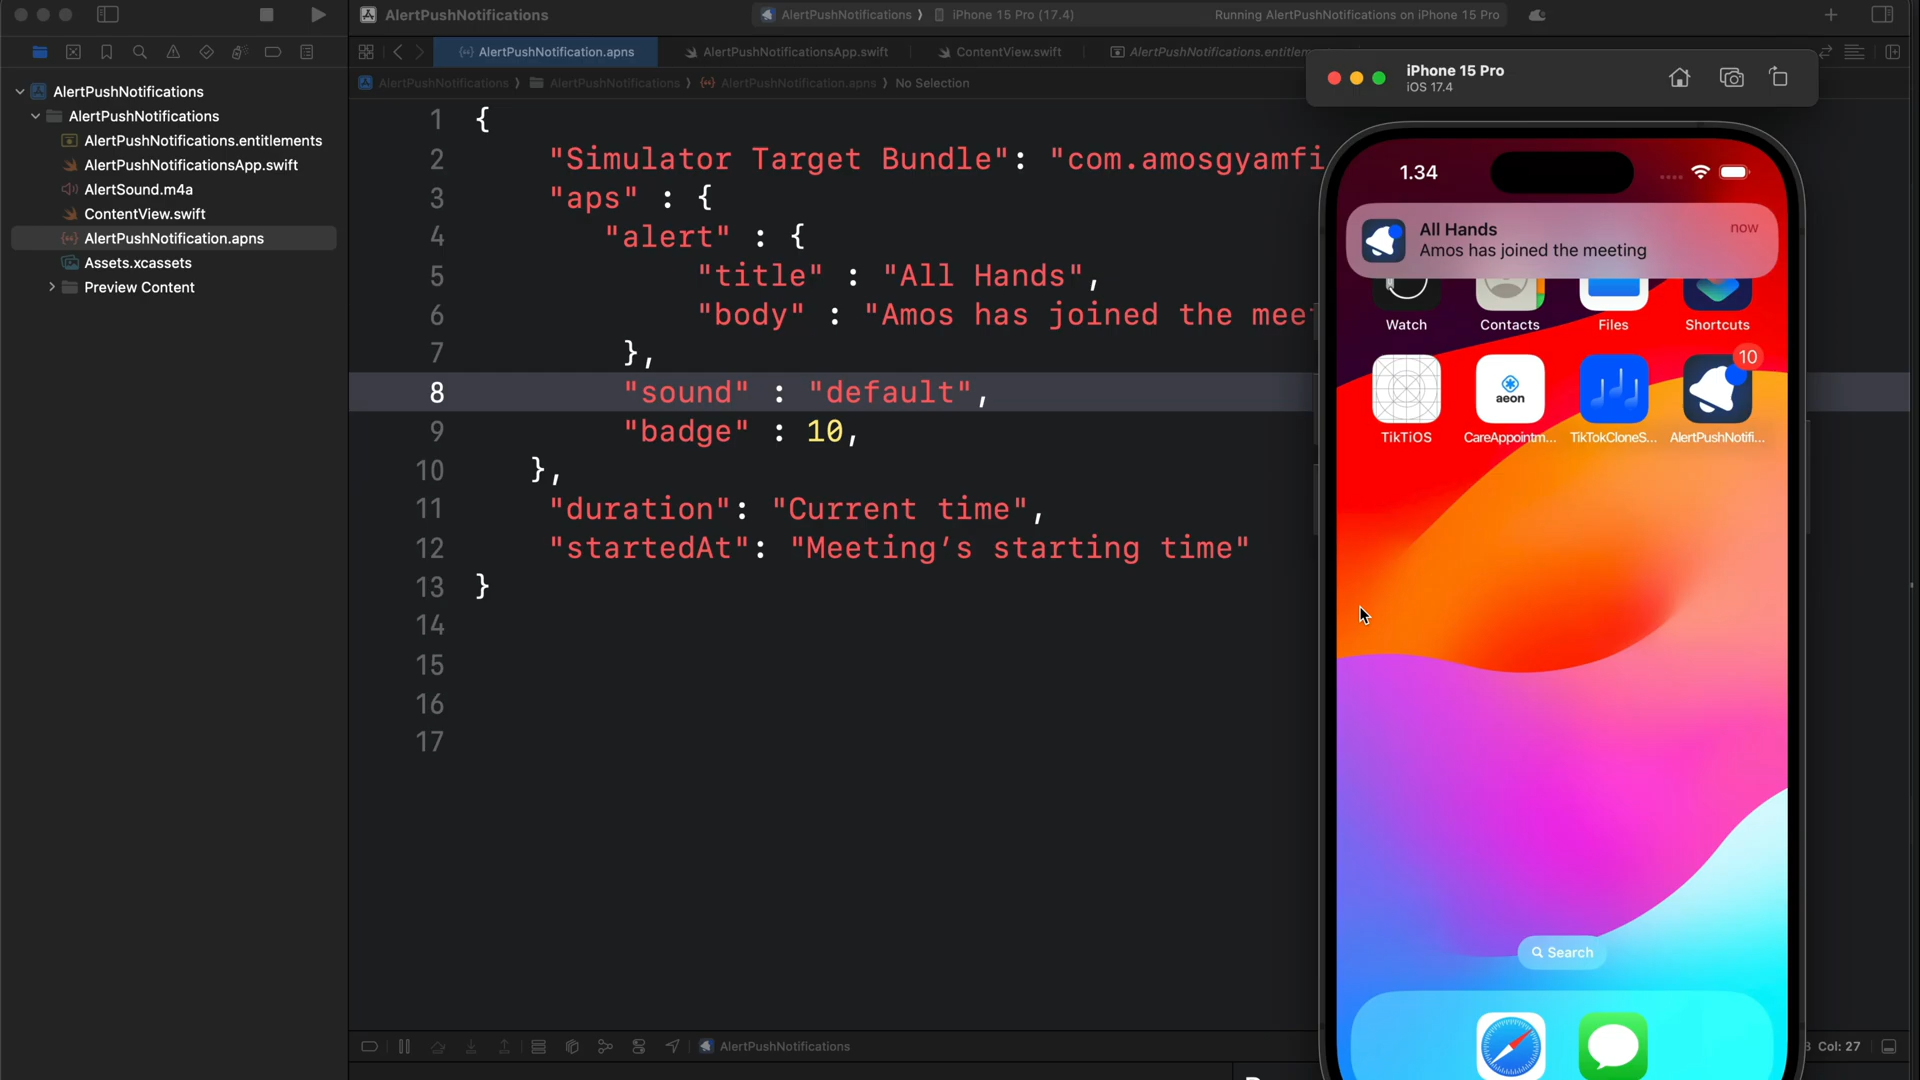 AlertPushNotifications
AlertPushNotifications
iPhone 15 Pro (17.4)
Running AlertPushNotifications on iPhone 15 Pro
AlertPushNotification.apns
AlertPushNotificationsApp.swift
ContentView.swift
AlertPushNotifications.entitlem
AlertPushNotifications
AlertPushNotifications
AlertPushNotification.apns
No Selection
AlertPushNotifications
AlertPushNotifications
AlertPushNotifications.entitlements
AlertPushNotificationsApp.swift
AlertSound.m4a
ContentView.swift
AlertPushNotification.apns
Assets.xcassets
Preview Content
1 {
2 "Simulator Target Bundle": "com.amosgyamfi
3 "aps" : {
4 "alert" : {
5 "title" : "All Hands",
6 "body" : "Amos has joined the meet
7 },
8 "sound" : "default",
9 "badge" : 10,
10 },
11 "duration": "Current time",
12 "startedAt": "Meeting’s starting time"
13 }
14
15
16
17
iPhone 15 Pro
iOS 17.4
1.34
All Hands
now
Amos has joined the meeting
Watch
Contacts
Files
Shortcuts
10
aeon
TikTiOS
CareAppointm...
TikTokCloneS...
AlertPushNotifi...
Search
AlertPushNotifications
Col: 27